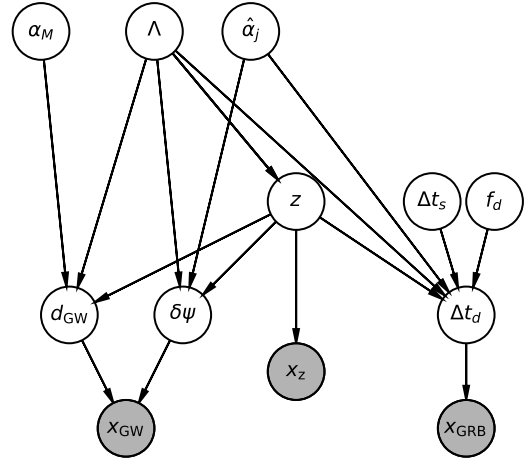 α_M Λ α̂_j
z Δt_s f_d
d_GW δψ Δt_d
x_z
x_GW x_GRB